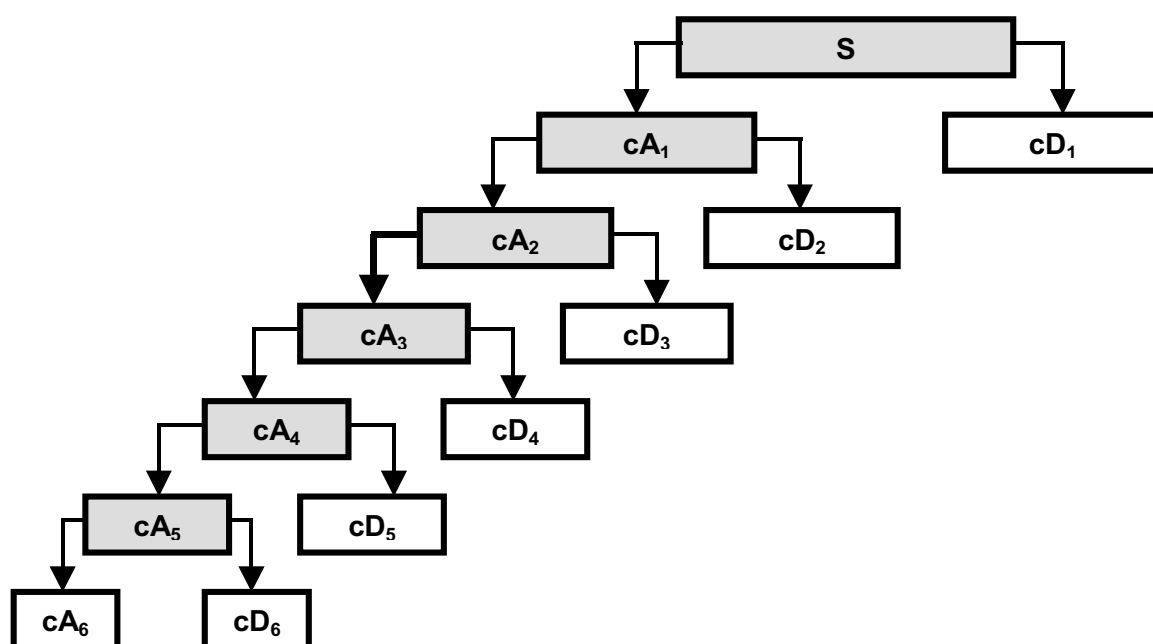 S
cA₁ cD₁
cA₂ cD₂
cA₃ cD₃
cA₄ cD₄
cA₅ cD₅
cA₆ cD₆